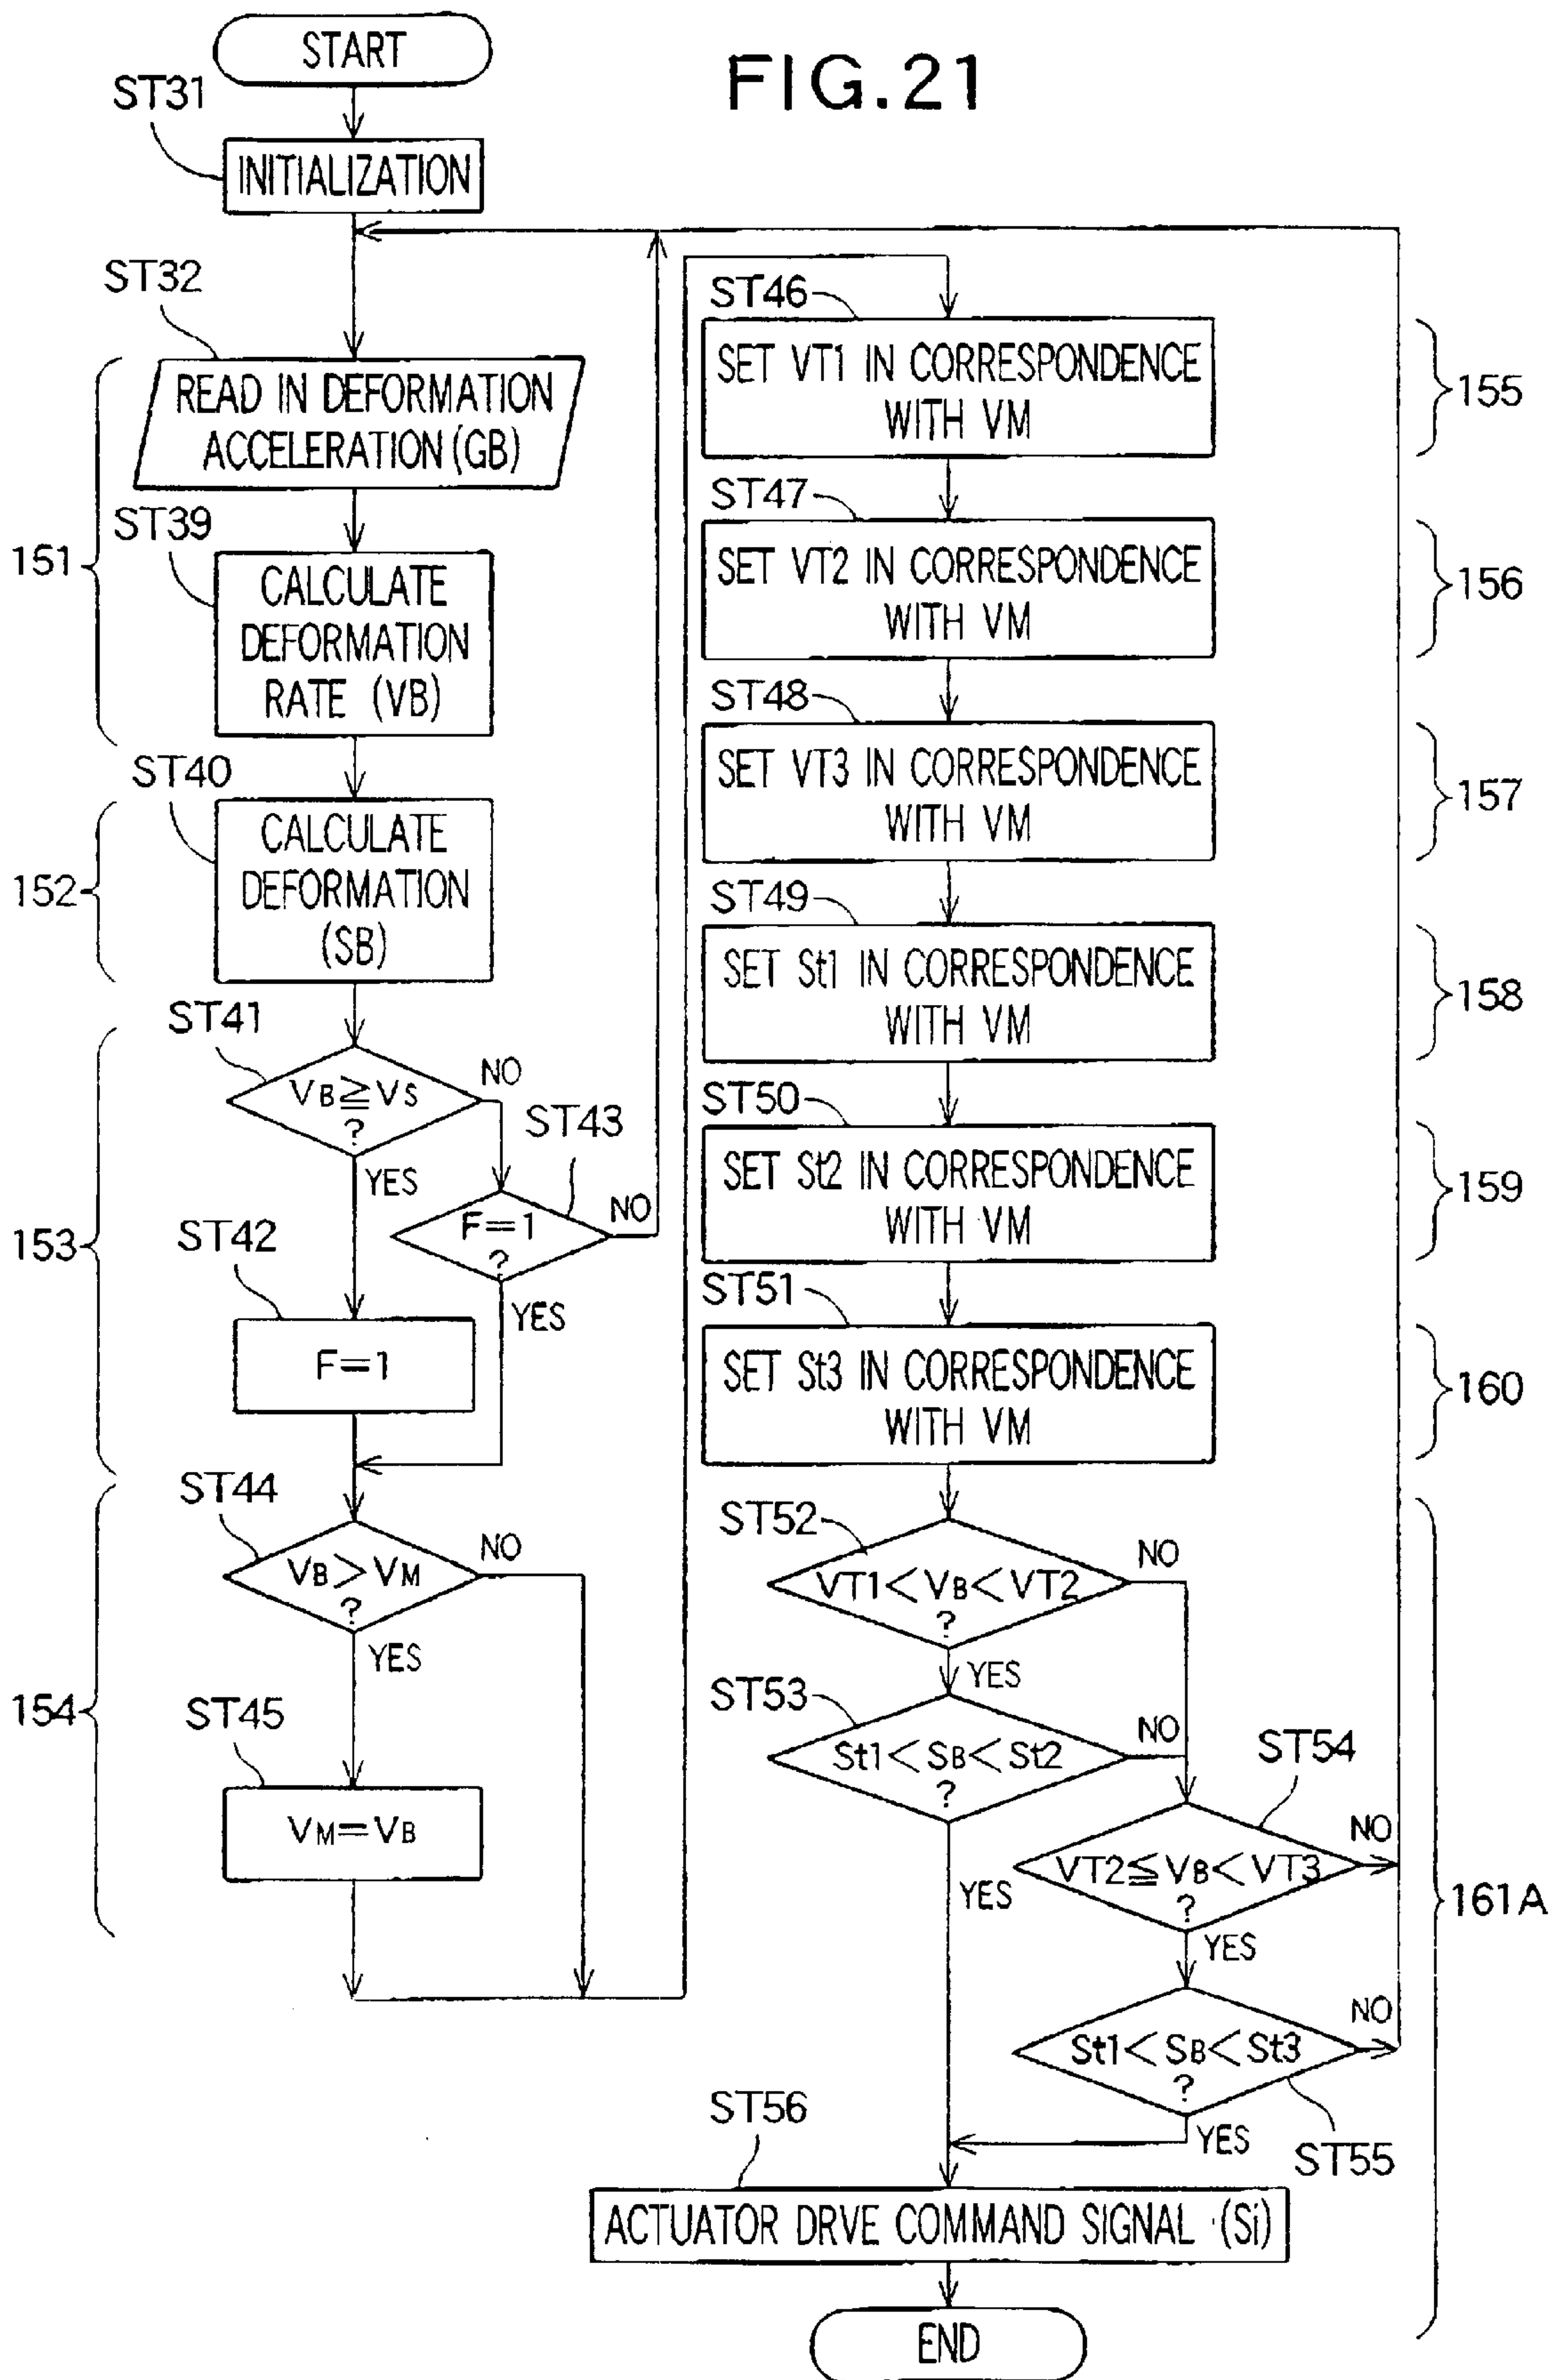 FIG.21
START
ST31
INITIALIZATION
ST32
READ IN DEFORMATION
ACCELERATION (GB)
151
ST39
CALCULATE
DEFORMATION
RATE (VB)
ST40
152
CALCULATE
DEFORMATION
(SB)
ST41
153
VB≧VS
?
NO
YES
ST43
F=1
?
NO
YES
ST42
F=1
ST44
154
VB>VM
?
NO
YES
ST45
VM=VB
ST46
SET VT1 IN CORRESPONDENCE
WITH VM
155
ST47
SET VT2 IN CORRESPONDENCE
WITH VM
156
ST48
SET VT3 IN CORRESPONDENCE
WITH VM
157
ST49
SET St1 IN CORRESPONDENCE
WITH VM
158
ST50
SET St2 IN CORRESPONDENCE
WITH VM
159
ST51
SET St3 IN CORRESPONDENCE
WITH VM
160
ST52
VT1<VB<VT2
?
NO
YES
ST53
St1<SB<St2
?
NO
YES
ST54
VT2≦VB<VT3
?
NO
YES
161A
St1<SB<St3
?
NO
YES
ST55
ST56
ACTUATOR DRVE COMMAND SIGNAL (Si)
END